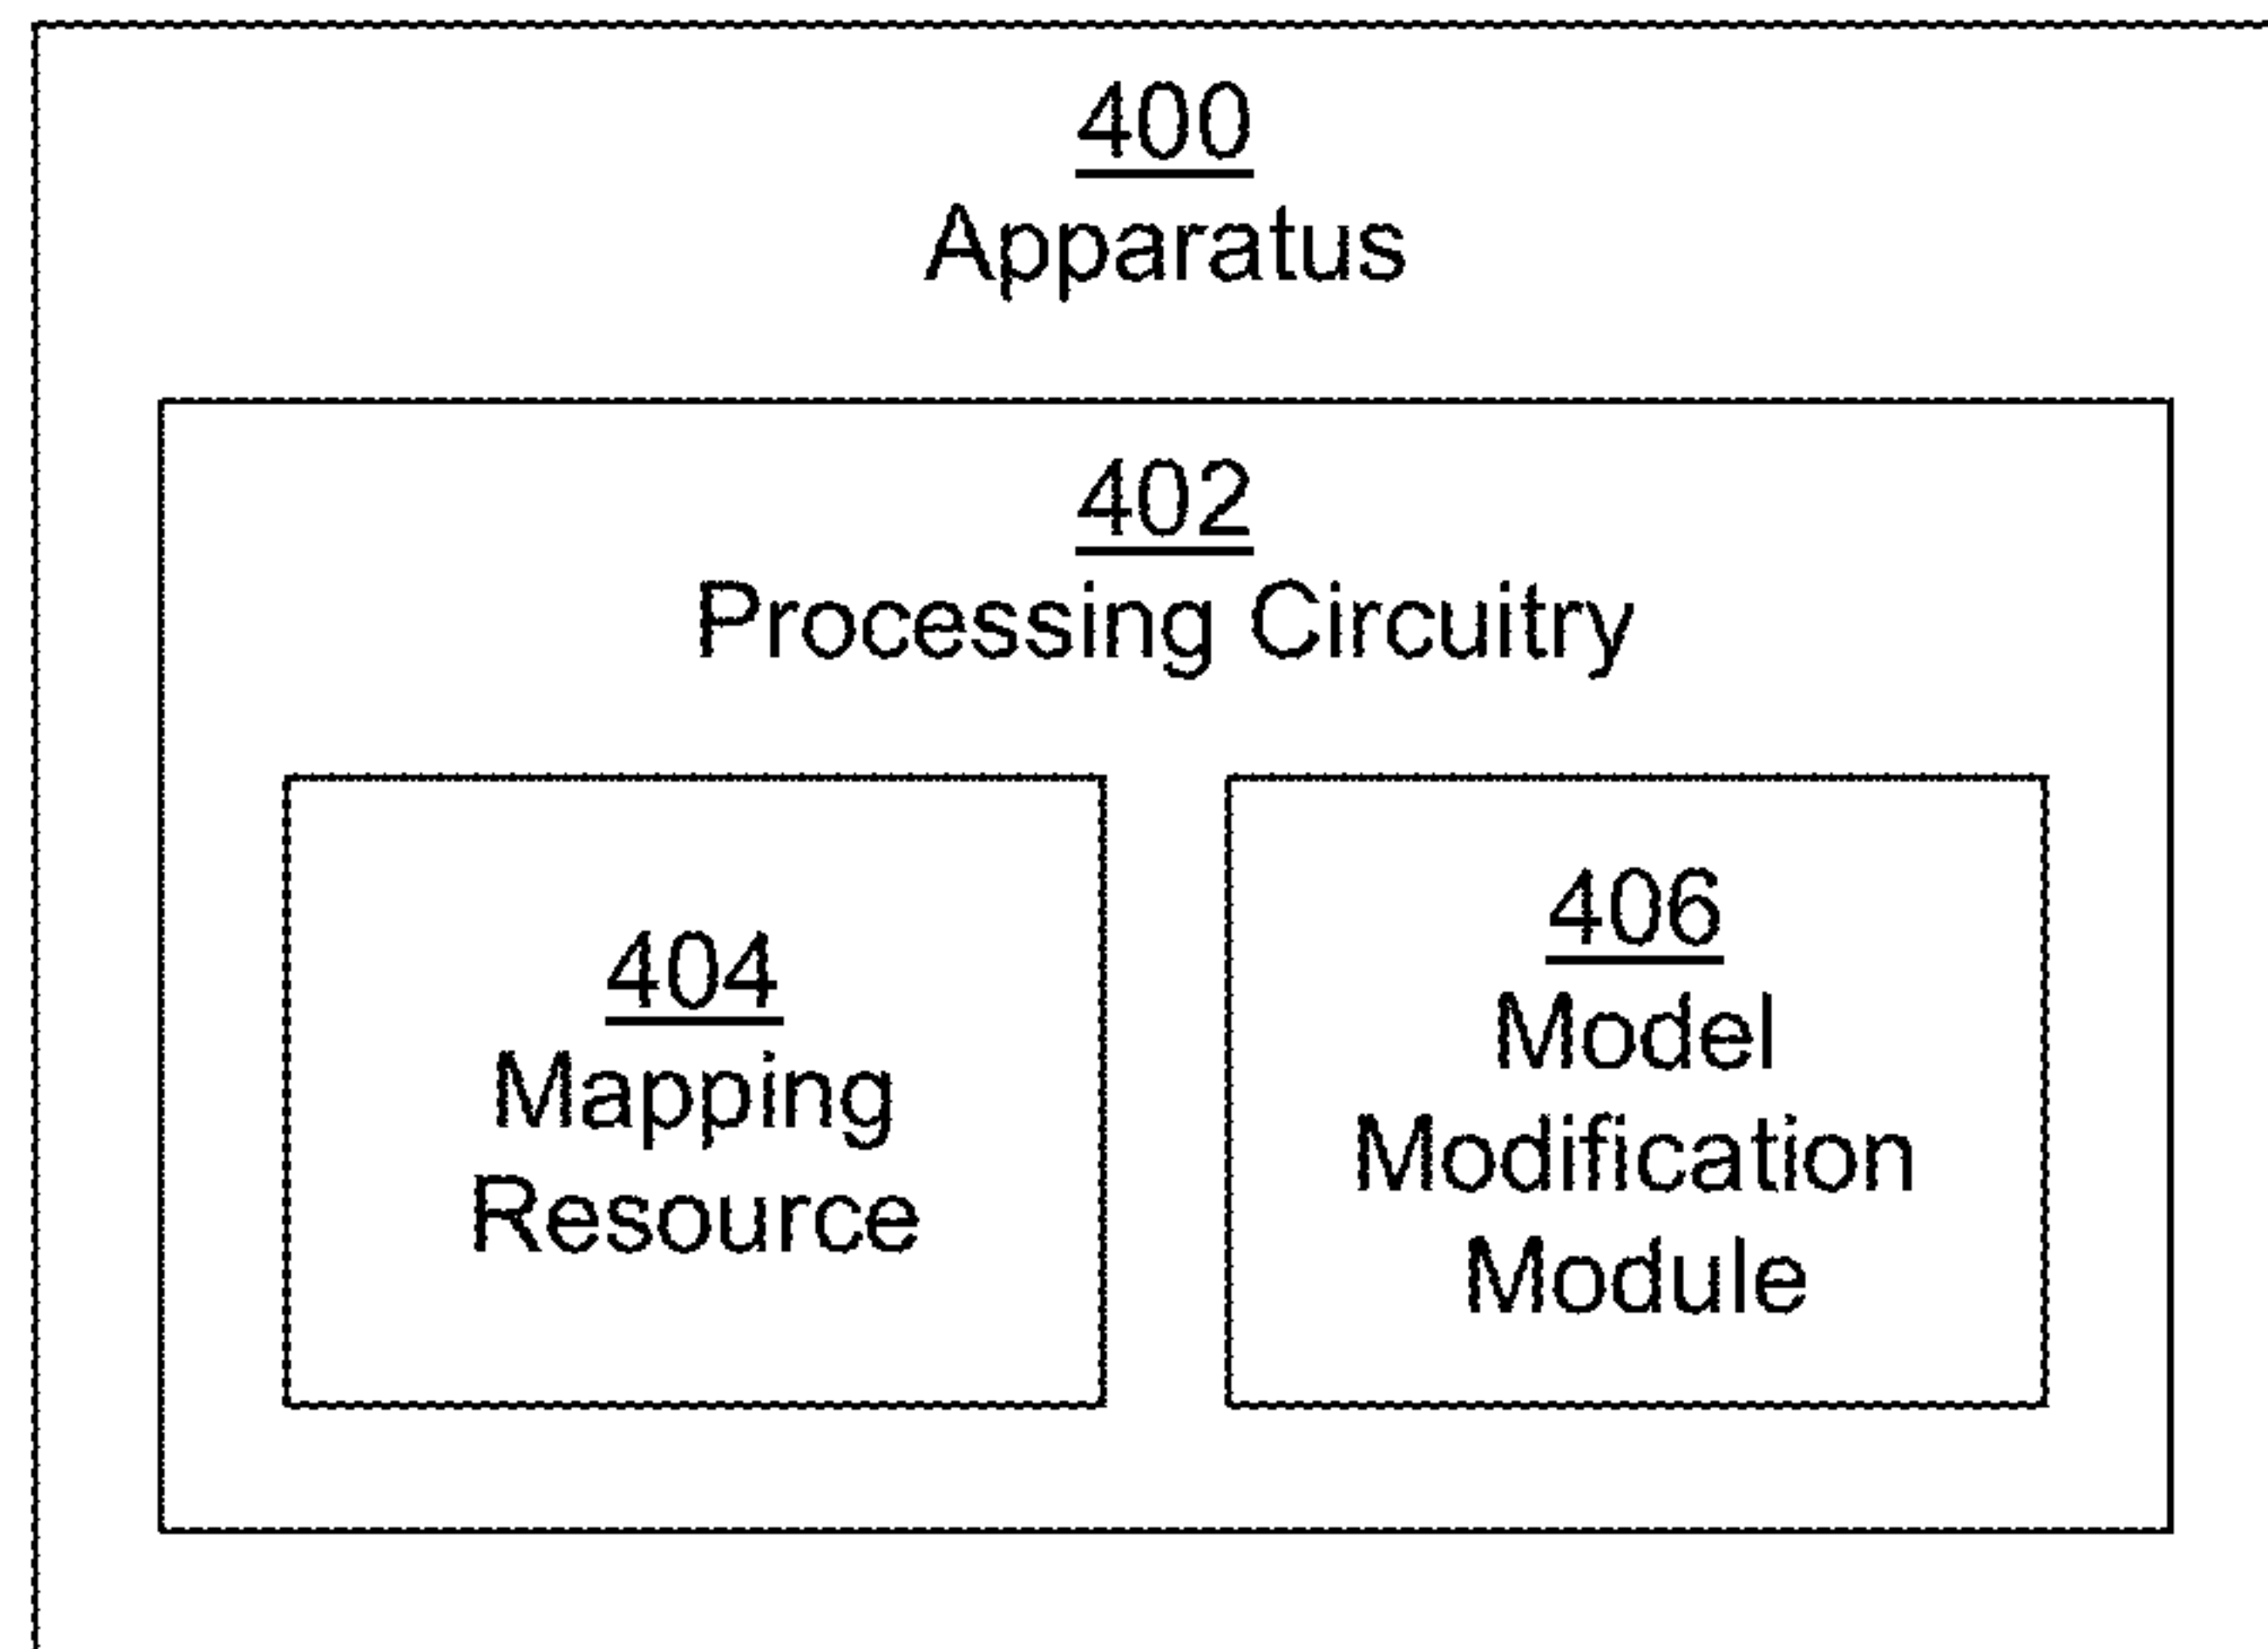 400
Apparatus
402
Processing Circuitry
404
Mapping
Resource
406
Model
Modification
Module